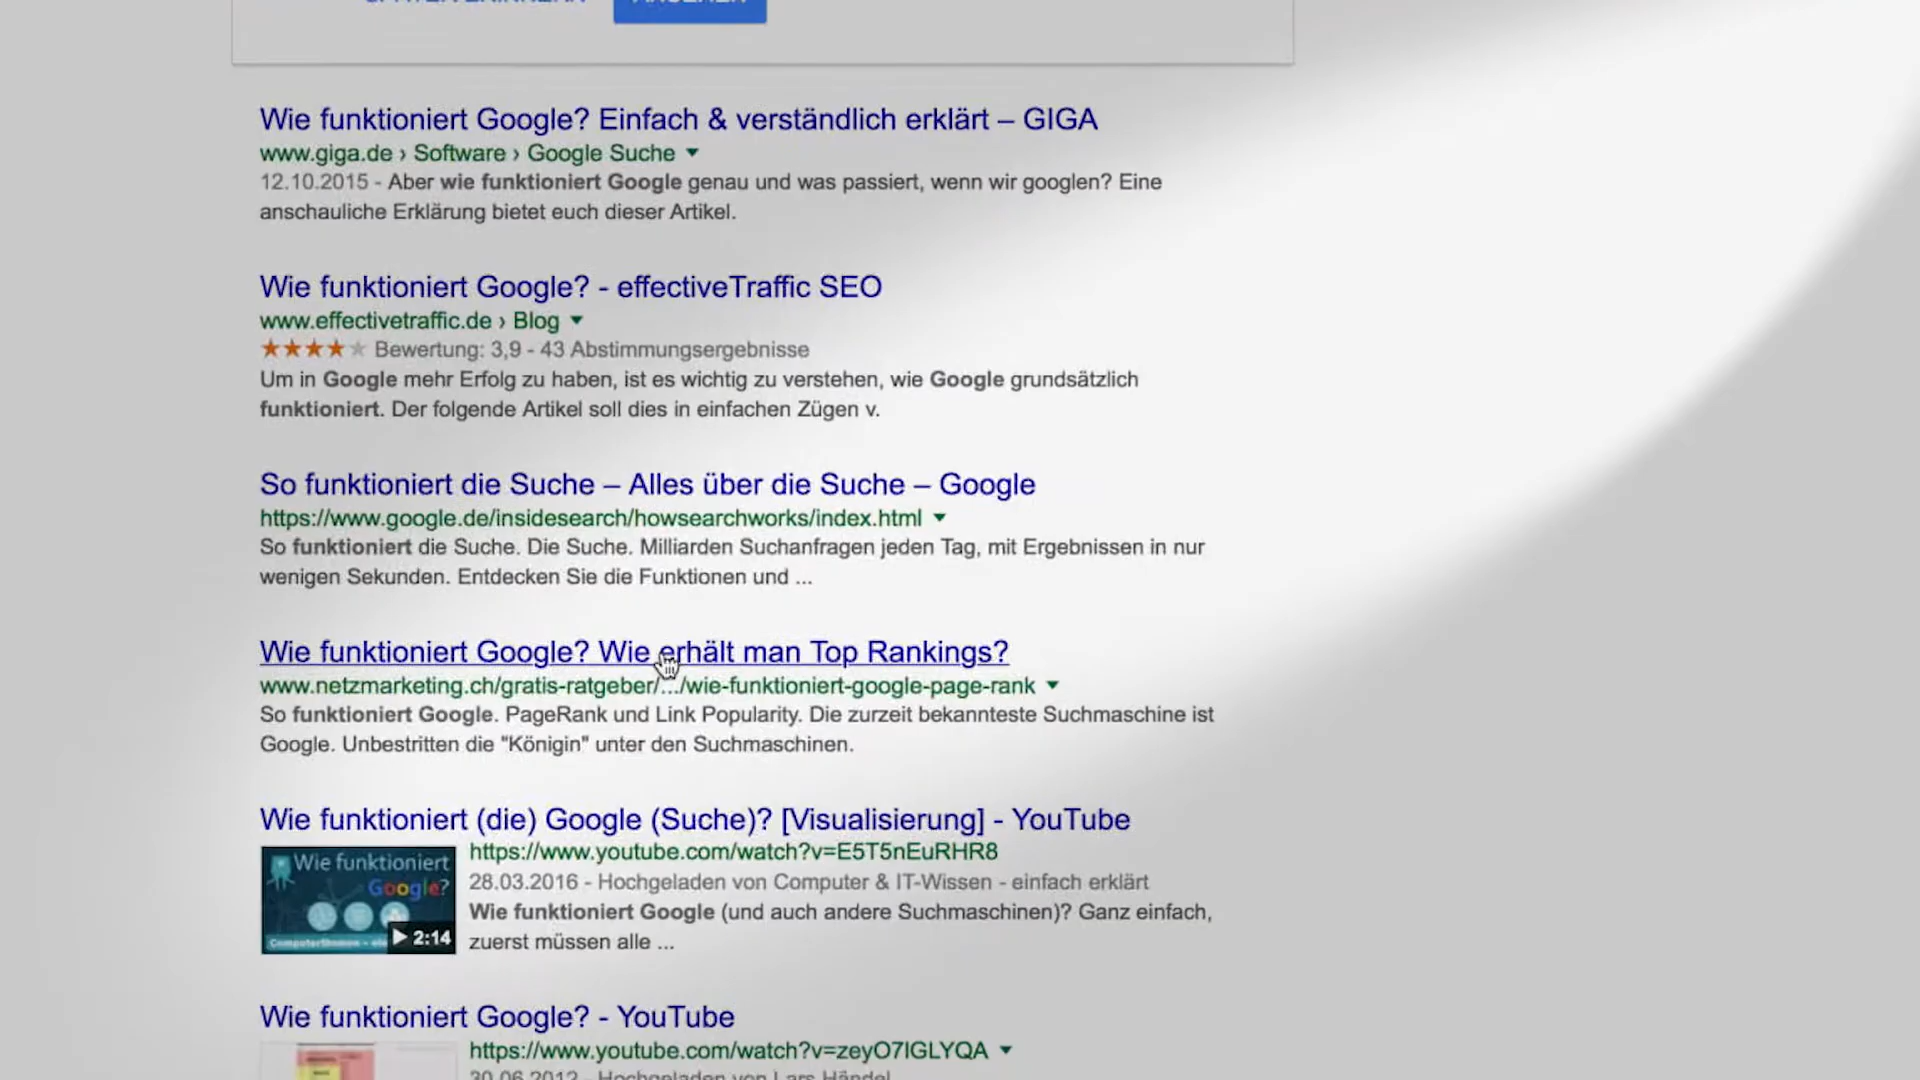 Wie funktioniert Google? Einfach & verständlich erklärt – GIGA
www.giga.de › Software › Google Suche
12.10.2015 - Aber wie funktioniert Google genau und was passiert, wenn wir googlen? Eine
anschauliche Erklärung bietet euch dieser Artikel.
Wie funktioniert Google? - effectiveTraffic SEO
www.effectivetraffic.de › Blog
Bewertung: 3,9 - 43 Abstimmungsergebnisse
Um in Google mehr Erfolg zu haben, ist es wichtig zu verstehen, wie Google grundsätzlich
funktioniert. Der folgende Artikel soll dies in einfachen Zügen v.
So funktioniert die Suche – Alles über die Suche – Google
https://www.google.de/insidesearch/howsearchworks/index.html
So funktioniert die Suche. Die Suche. Milliarden Suchanfragen jeden Tag, mit Ergebnissen in nur
wenigen Sekunden. Entdecken Sie die Funktionen und ...
Wie funktioniert Google? Wie erhält man Top Rankings?
www.netzmarketing.ch/gratis-ratgeber/.../wie-funktioniert-google-page-rank
So funktioniert Google. PageRank und Link Popularity. Die zurzeit bekannteste Suchmaschine ist
Google. Unbestritten die "Königin" unter den Suchmaschinen.
Wie funktioniert (die) Google (Suche)? [Visualisierung] - YouTube
Wie funktioniert
Google?
2:14
https://www.youtube.com/watch?v=E5T5nEuRHR8
28.03.2016 - Hochgeladen von Computer & IT-Wissen - einfach erklärt
Wie funktioniert Google (und auch andere Suchmaschinen)? Ganz einfach,
zuerst müssen alle ...
Wie funktioniert Google? - YouTube
https://www.youtube.com/watch?v=zeyO7IGLYQA
30.06.2012 - Hochgeladen von Lars Händel